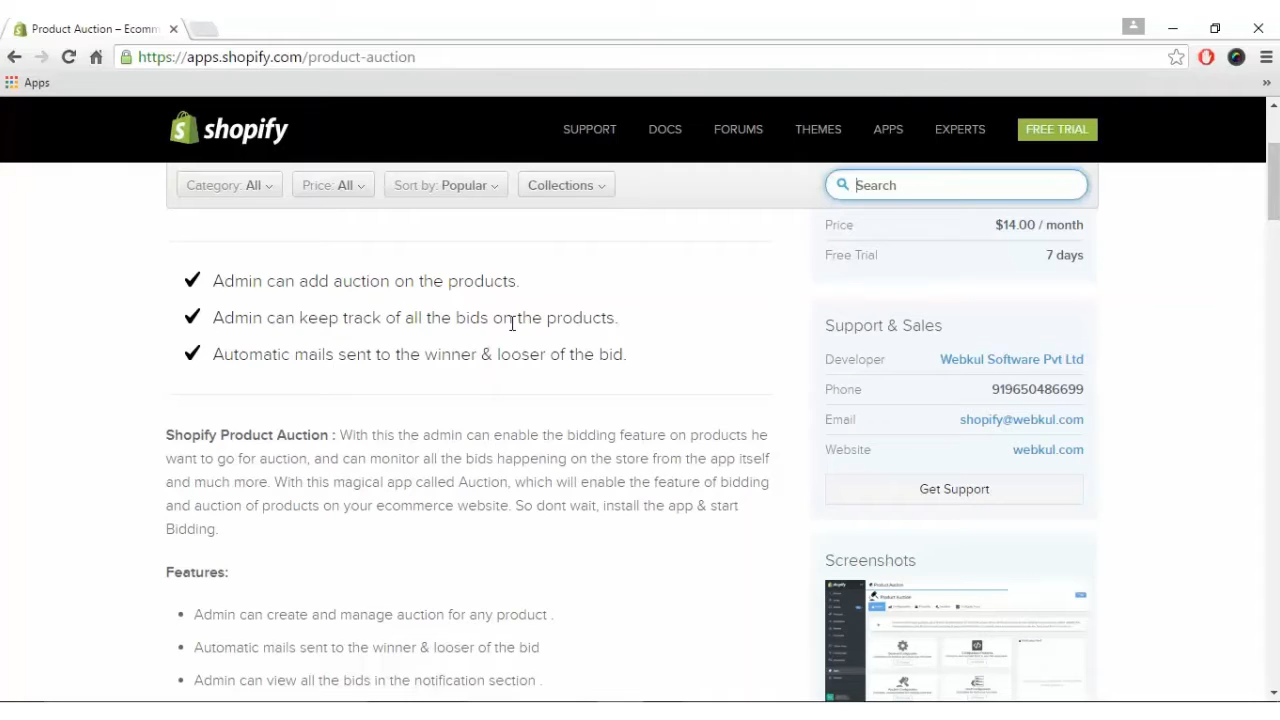 Product Auction – Ecomm
https://apps.shopify.com/product-auction
Apps
shopify
SUPPORT DOCS FORUMS THEMES APPS EXPERTS FREE TRIAL
Category: All Price: All Sort by: Popular Collections Search
Price $14.00 / month
Free Trial 7 days
Admin can add auction on the products.
Admin can keep track of all the bids on the products.
Automatic mails sent to the winner & looser of the bid.
Support & Sales
Developer Webkul Software Pvt Ltd
Phone 919650486699
Email shopify@webkul.com
Website webkul.com
Get Support
Shopify Product Auction : With this the admin can enable the bidding feature on products he
want to go for auction, and monitor all the bids happening on the store from the app itself
and much more. With this magical app called Auction, which will enable the feature of bidding
and auction of products on your ecommerce website. So dont wait, install the app & start
Bidding.
Features:
Admin can create and manage auction for any product .
Automatic mails sent to the winner & looser of the bid
Admin can view all the bids in the notification section .
Screenshots
shopify
Product Auction
Product Auction